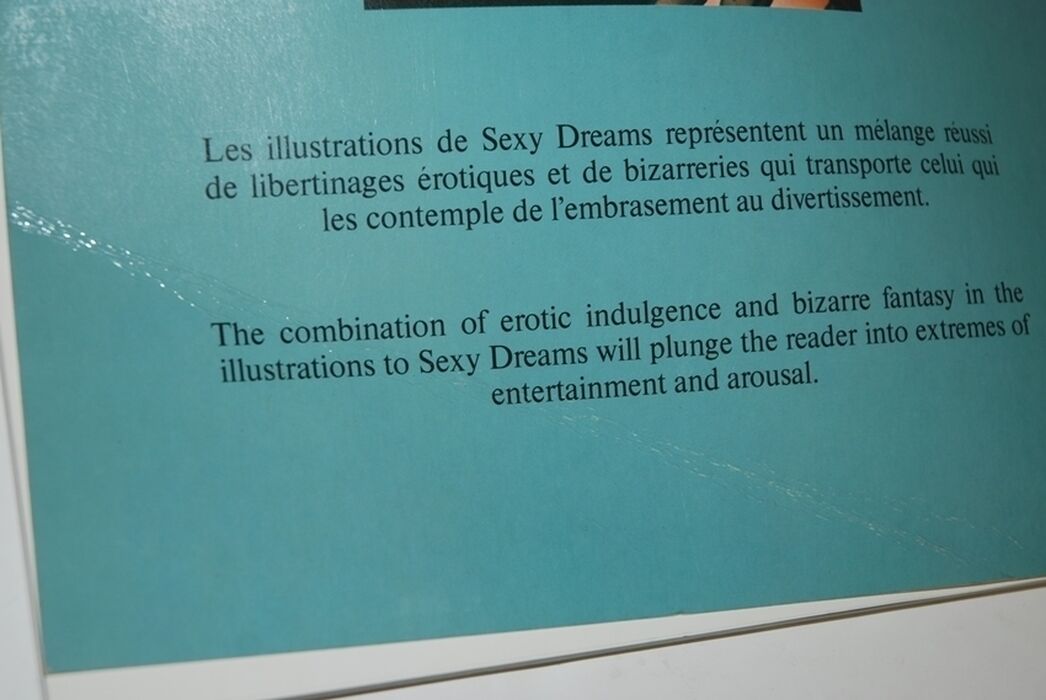 Les illustrations de Sexy Dreams représentent un mélange réussi
de libertinages érotiques et de bizarreries qui transporte celui qui
les contemple de l'embrasement au divertissement.
The combination of erotic indulgence and bizarre fantasy in the
illustrations to Sexy Dreams will plunge the reader into extremes of
entertainment and arousal.